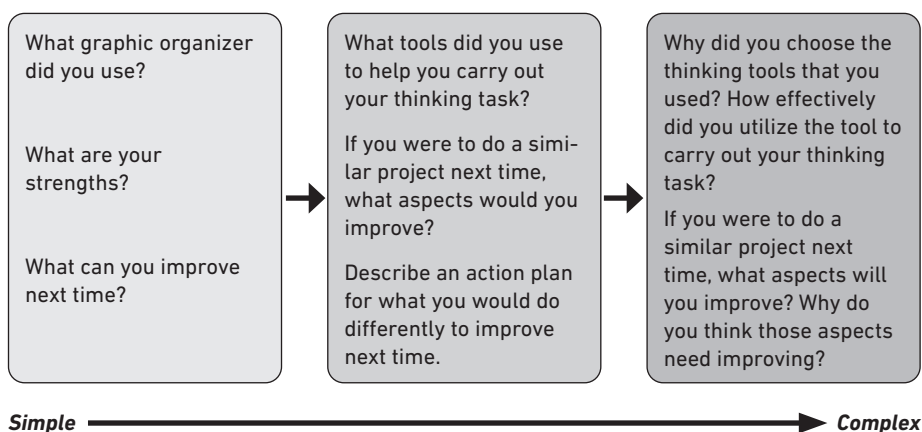 What graphic organizer
did you use?
What are your
strengths?
What can you improve
next time?
What tools did you use
to help you carry out
your thinking task?
If you were to do a simi-
lar project next time,
what aspects would you
improve?
Describe an action plan
for what you would do
differently to improve
next time.
Why did you choose the
thinking tools that you
used? How effectively
did you utilize the tool to
carry out your thinking
task?
If you were to do a
similar project next
time, what aspects will
you improve? Why do
you think those aspects
need improving?
Simple
Complex